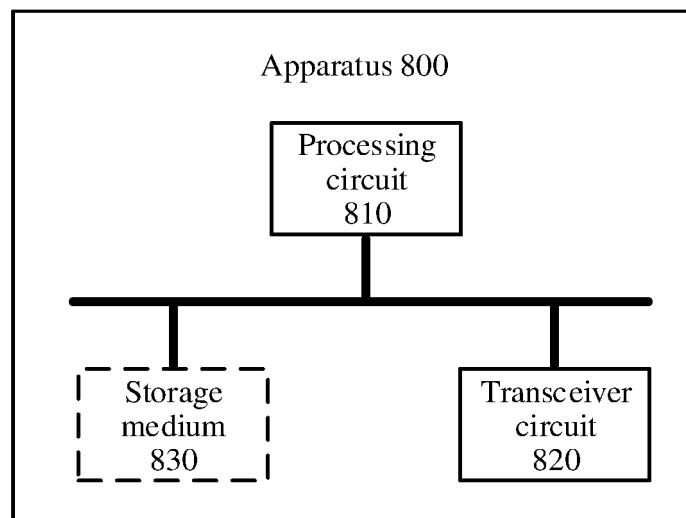 Apparatus 800
Processing
circuit
810
Storage
medium
830
Transceiver
circuit
820